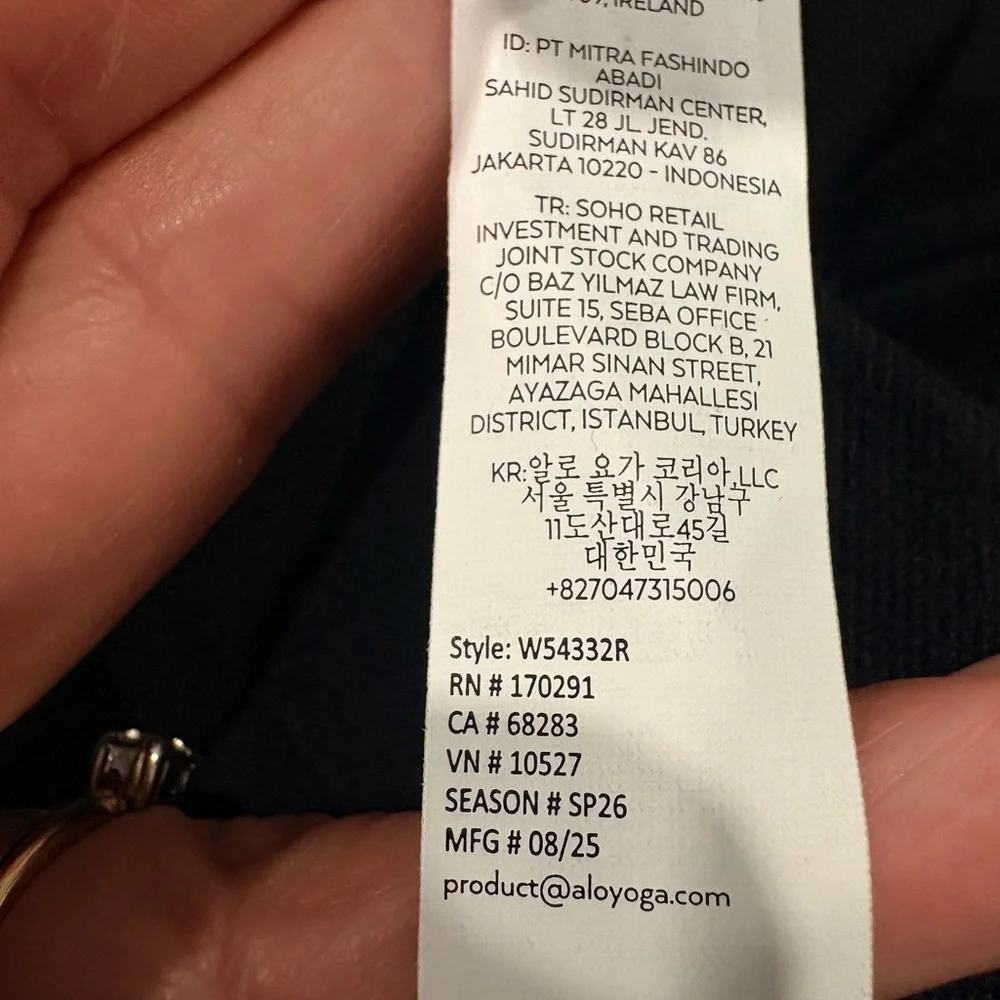 IRELAND
ID: PT MITRA FASHINDO
ABADI
SAHID SUDIRMAN CENTER,
LT 28 JL JEND.
SUDIRMAN KAV 86
JAKARTA 10220 - INDONESIA
TR: SOHO RETAIL
INVESTMENT AND TRADING
JOINT STOCK COMPANY
C/O BAZ YILMAZ LAW FIRM,
SUITE 15, SEBA OFFICE
BOULEVARD BLOCK B, 21
MIMAR SINAN STREET,
AYAZAGA MAHALLESI
DISTRICT, ISTANBUL, TURKEY
KR:알로 요가 코리아,LLC
서울 특별시 강남구
11도산대로45길
대한민국
+827047315006
Style: W54332R
RN # 170291
CA # 68283
VN # 10527
SEASON # SP26
MFG # 08/25
product@aloyoga.com